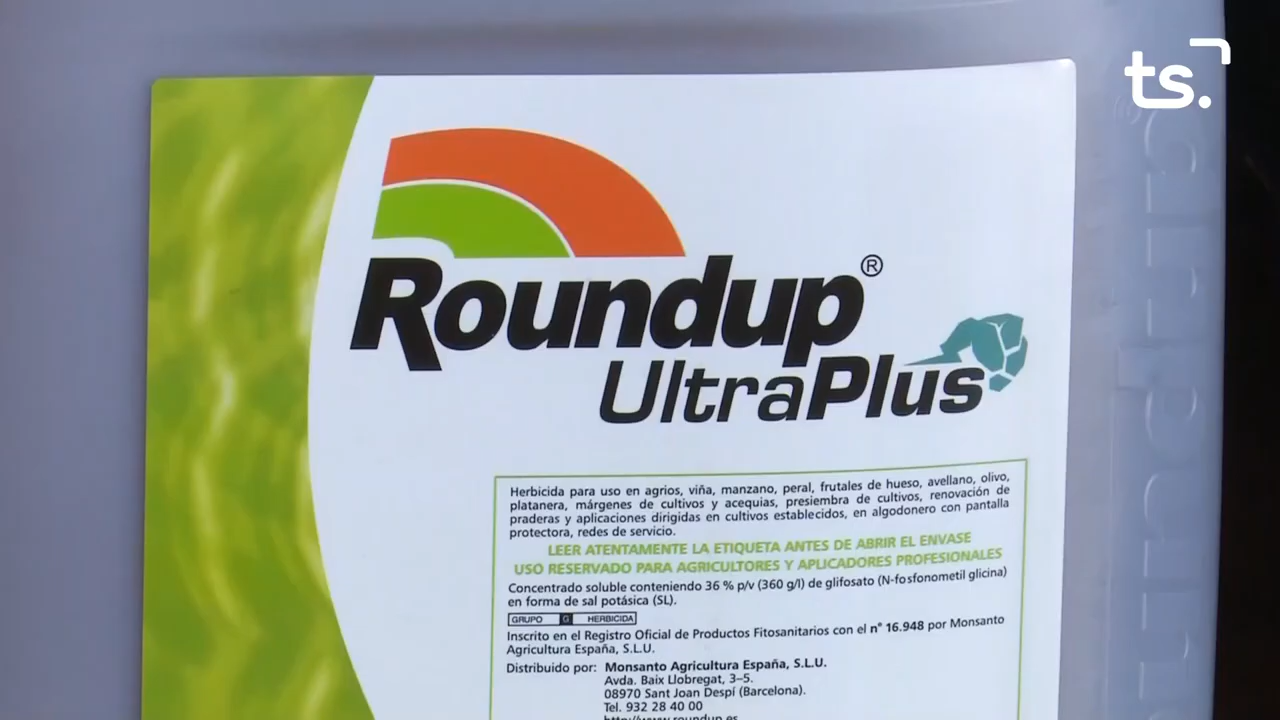 ts.
Roundup®
UltraPlus
Herbicida para uso en agrios, viña, manzano, peral, frutales de hueso, avellano, olivo,
platanera, márgenes de cultivos y acequias, presiembra de cultivos, renovación de
praderas y aplicaciones dirigidas en cultivos establecidos, en algodonero con pantalla
protectora, redes de servicio.
LEER ATENTAMENTE LA ETIQUETA ANTES DE ABRIR EL ENVASE
USO RESERVADO PARA AGRICULTORES Y APLICADORES PROFESIONALES
Concentrado soluble conteniendo 36 % p/v (360 g/l) de glifosato (N-fosfonometil glicina)
en forma de sal potásica (SL).
GRUPO G HERBICIDA
Inscrito en el Registro Oficial de Productos Fitosanitarios con el n° 16.948 por Monsanto
Agricultura España, S.L.U.
Distribuido por: Monsanto Agricultura España, S.L.U.
Avda. Baix Llobregat, 3–5.
08970 Sant Joan Despí (Barcelona).
Tel. 932 28 40 00
http://www.roundup.es